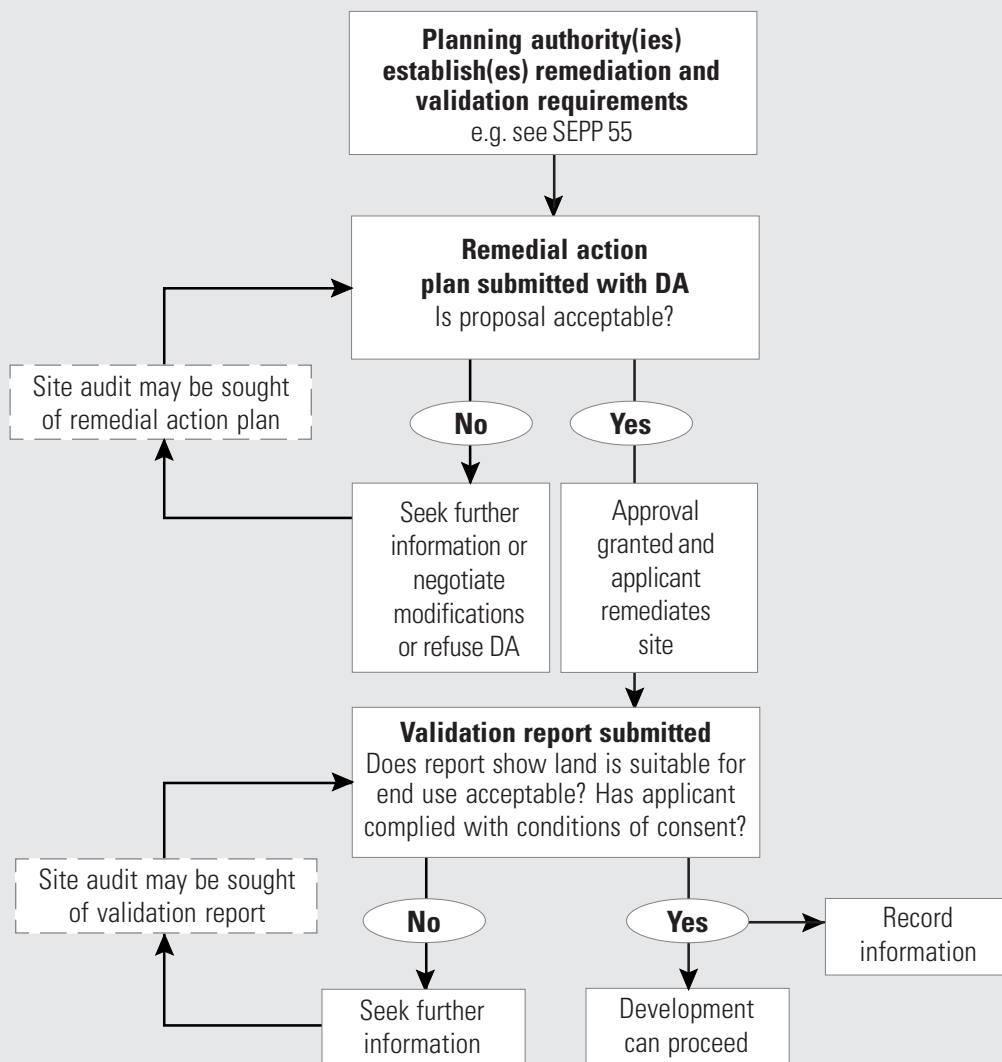 Planning authority(ies)
establish(es) remediation and
validation requirements
e.g. see SEPP 55
Remedial action
plan submitted with DA
Is proposal acceptable?
Site audit may be sought
of remedial action plan
No
Yes
Seek further
information or
negotiate
modifications
or refuse DA
Approval
granted and
applicant
remediates
site
Validation report submitted
Does report show land is suitable for
end use acceptable? Has applicant
complied with conditions of consent?
Site audit may be sought
of validation report
No
Yes
Record
information
Seek further
information
Development
can proceed